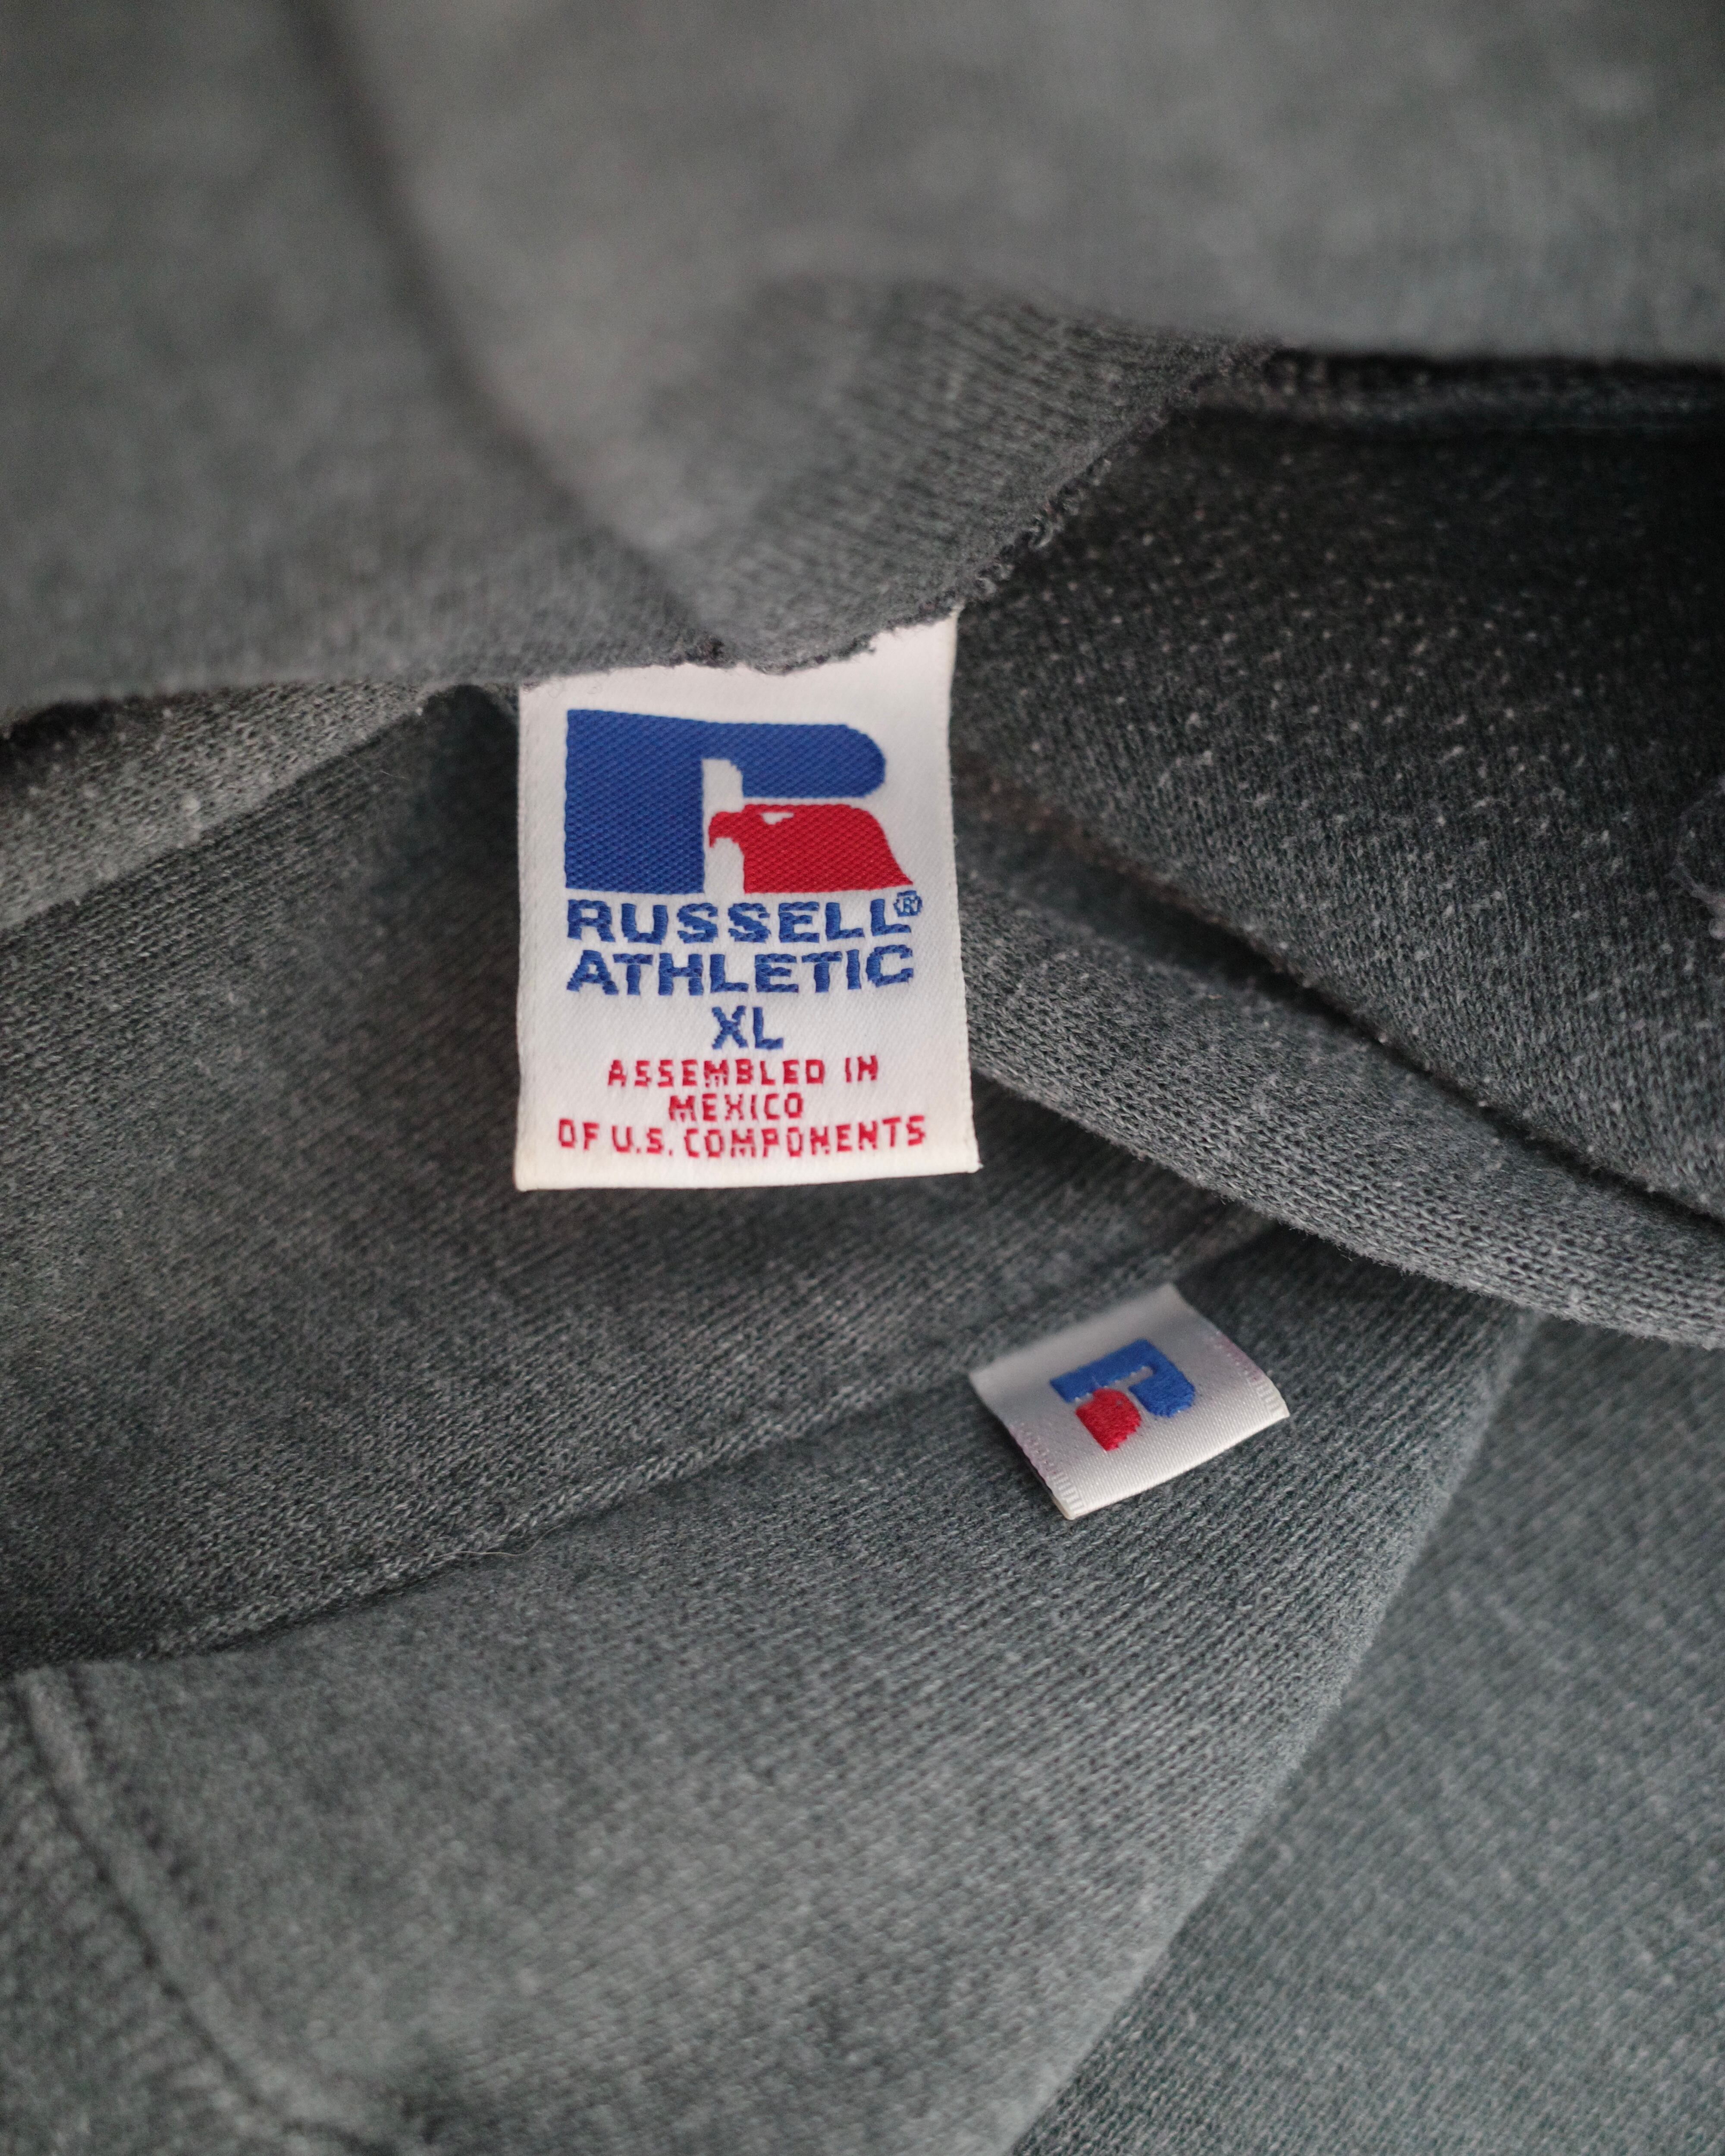 RUSSELL®
ATHLETIC
XL
ASSEMBLED IN
MEXICO
OF U.S. COMPONENTS